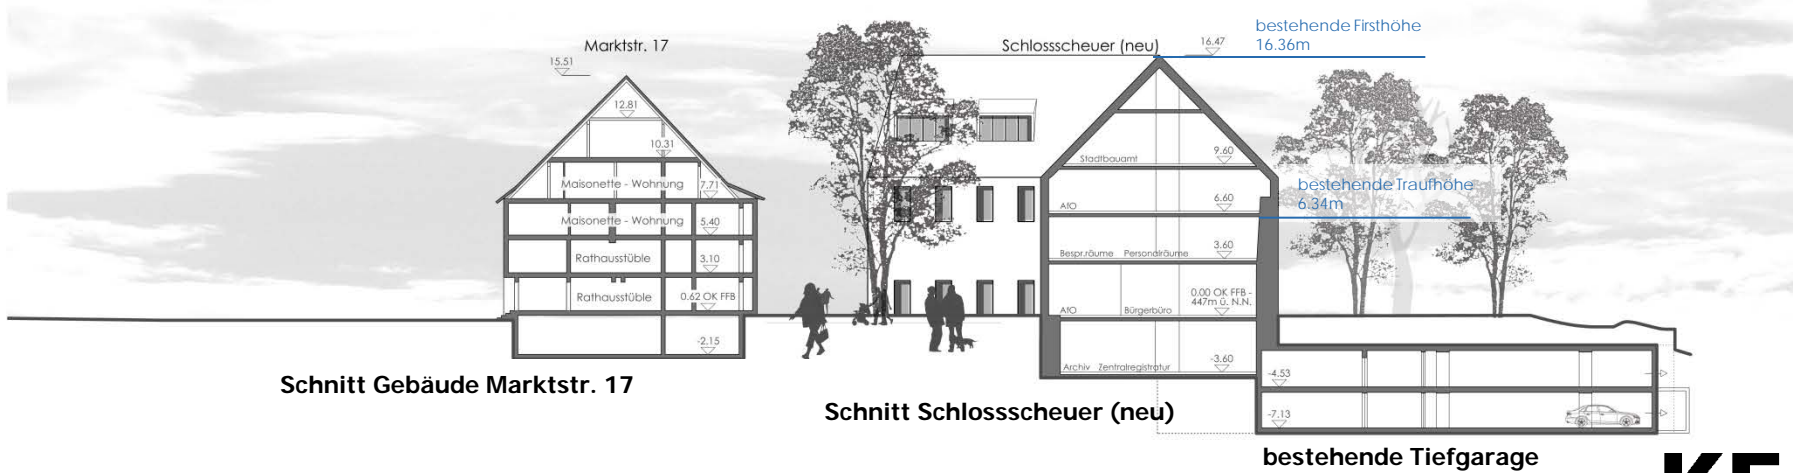 Marktstr. 17
15.51
12.81
10.31
Maisonette - Wohnung 7.71
Maisonette - Wohnung 5.40
Rathausstüble 3.10
Rathausstüble 0.62 OK FFB
-2.15
Schnitt Gebäude Marktstr. 17
Schlossscheuer (neu)
16.47
bestehende Firsthöhe
16.36m
Stadtbauamt 9.60
AfO 6.60
bestehende Traufhöhe
6.34m
Bespr.räume Personalräume 3.60
0.00 OK FFB -
447m ü. N.N.
AfO Bürgerbüro
Archiv Zentralregistratur -3.60
Schnitt Schlossscheuer (neu)
-4.53
-7.13
bestehende Tiefgarage